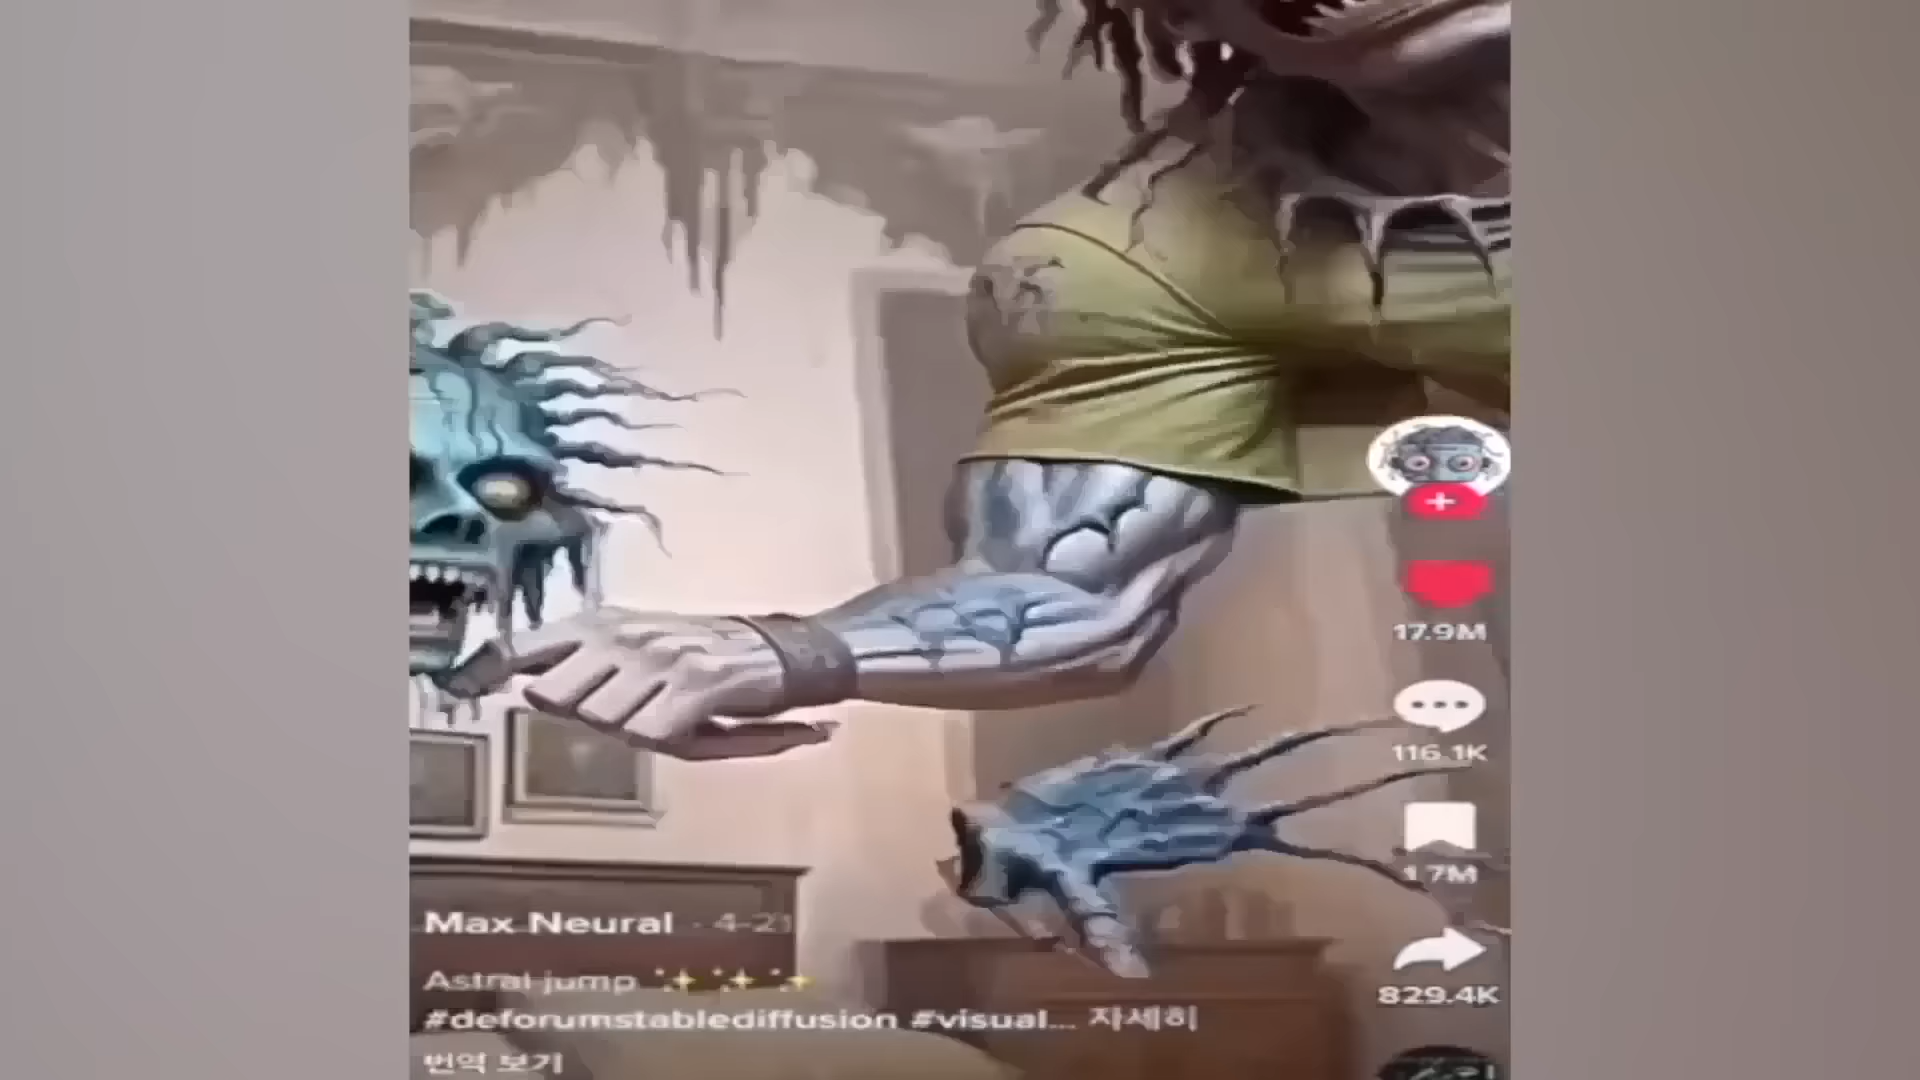 17.9M
116.1K
1.7M
829.4K
Max Neural · 4-21
Astral jump ✨ ✨ ✨
#deforumstablediffusion #visual... 자세히
번역 보기